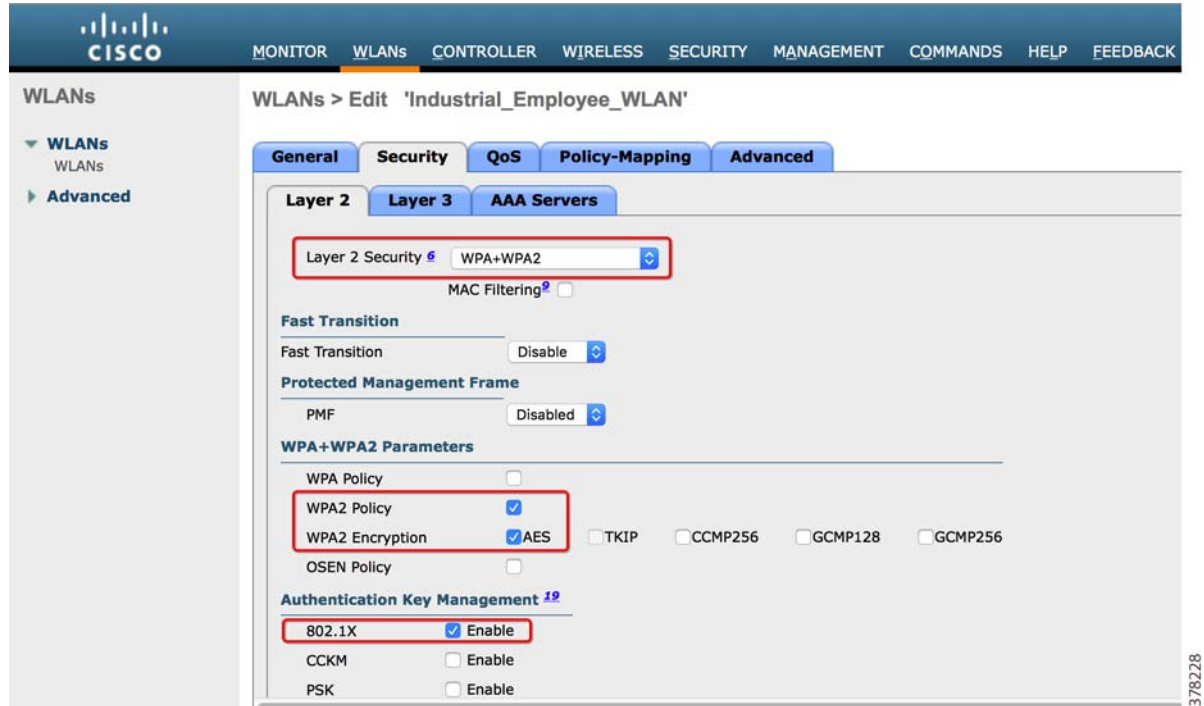 CISCO
MONITOR WLANs CONTROLLER WIRELESS SECURITY MANAGEMENT COMMANDS HELP FEEDBACK
WLANs
WLANs
WLANs
Advanced
WLANs > Edit 'Industrial_Employee_WLAN'
General Security QoS Policy-Mapping Advanced
Layer 2 Layer 3 AAA Servers
Layer 2 Security 6 WPA+WPA2
MAC Filtering 9
Fast Transition
Fast Transition Disable
Protected Management Frame
PMF Disabled
WPA+WPA2 Parameters
WPA Policy
WPA2 Policy
WPA2 Encryption AES TKIP CCMP256 GCMP128 GCMP256
OSEN Policy
Authentication Key Management 19
802.1X Enable
CCKM Enable
PSK Enable
378228